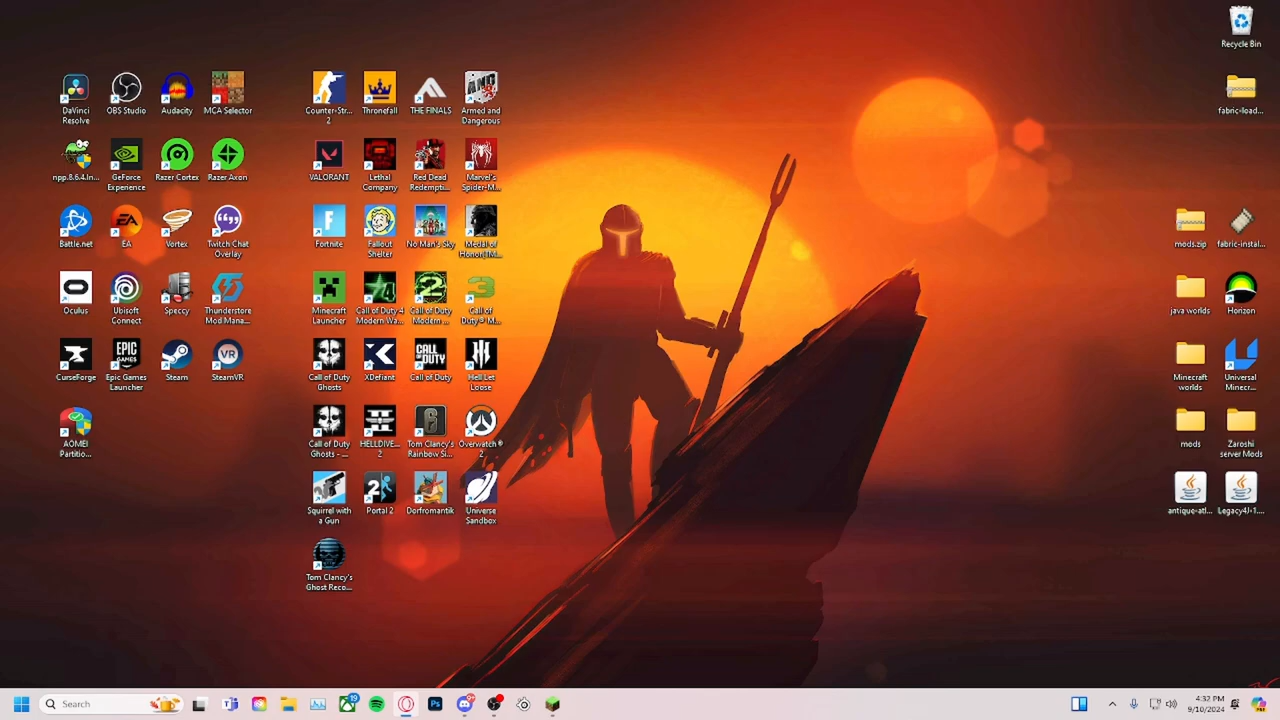 Recycle Bin
DaVinci
Resolve
OBS Studio
Audacity
MCA Selector
Counter-Str...
2
Thronefall
THE FINALS
Armed and
Dangerous
fabric-load...
npp.8.6.4.In...
GeForce
Experience
Razer Cortex
Razer Axon
VALORANT
Lethal
Company
Red Dead
Redempti...
Marvel's
Spider-M...
Battle.net
EA
Vortex
Twitch Chat
Overlay
Fortnite
Fallout
Shelter
No Man's Sky
Medal of
Honor(TM...
mods.zip
fabric-instal...
Oculus
Ubisoft
Connect
Speccy
Thunderstore
Mod Mana...
Minecraft
Launcher
Call of Duty 4
Modern Wa...
Call of Duty
Modern ...
Call of
Duty® M...
java worlds
Horizon
CurseForge
Epic Games
Launcher
Steam
SteamVR
Call of Duty
Ghosts
XDefiant
Call of Duty
Hell Let
Loose
Minecraft
worlds
Universal
Minecr...
AOMEI
Partitio...
Call of Duty
Ghosts - ...
HELLDIVE...
2
Tom Clancy's
Rainbow Si...
Overwatch®
2
mods
Zaroshi
server Mods
Squirrel with
a Gun
Portal 2
Dorfromantik
Universe
Sandbox
antique-atl...
Legacy4J-1....
Tom Clancy's
Ghost Reco...
Search
19
4:32 PM
9/10/2024